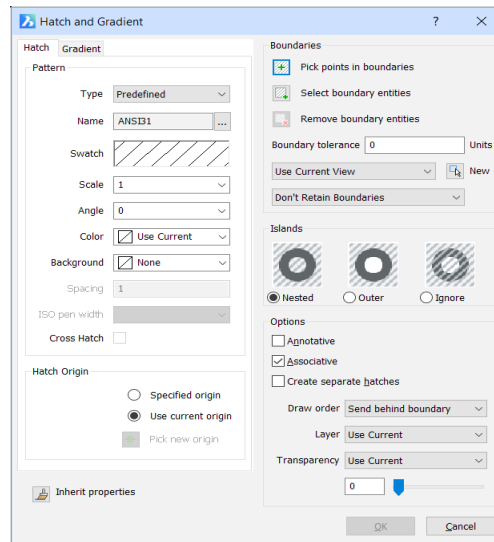 Hatch and Gradient ? ✕
Hatch Gradient
Pattern
Type Predefined
Name ANSI31 ...
Swatch
Scale 1
Angle 0
Color Use Current
Background None
Spacing 1
ISO pen width
Cross Hatch
Hatch Origin
Specified origin
Use current origin
Pick new origin
Inherit properties
Boundaries
Pick points in boundaries
Select boundary entities
Remove boundary entities
Boundary tolerance 0 Units
Use Current View New
Don't Retain Boundaries
Islands
Nested Outer Ignore
Options
Annotative
Associative
Create separate hatches
Draw order Send behind boundary
Layer Use Current
Transparency Use Current
0
OK Cancel